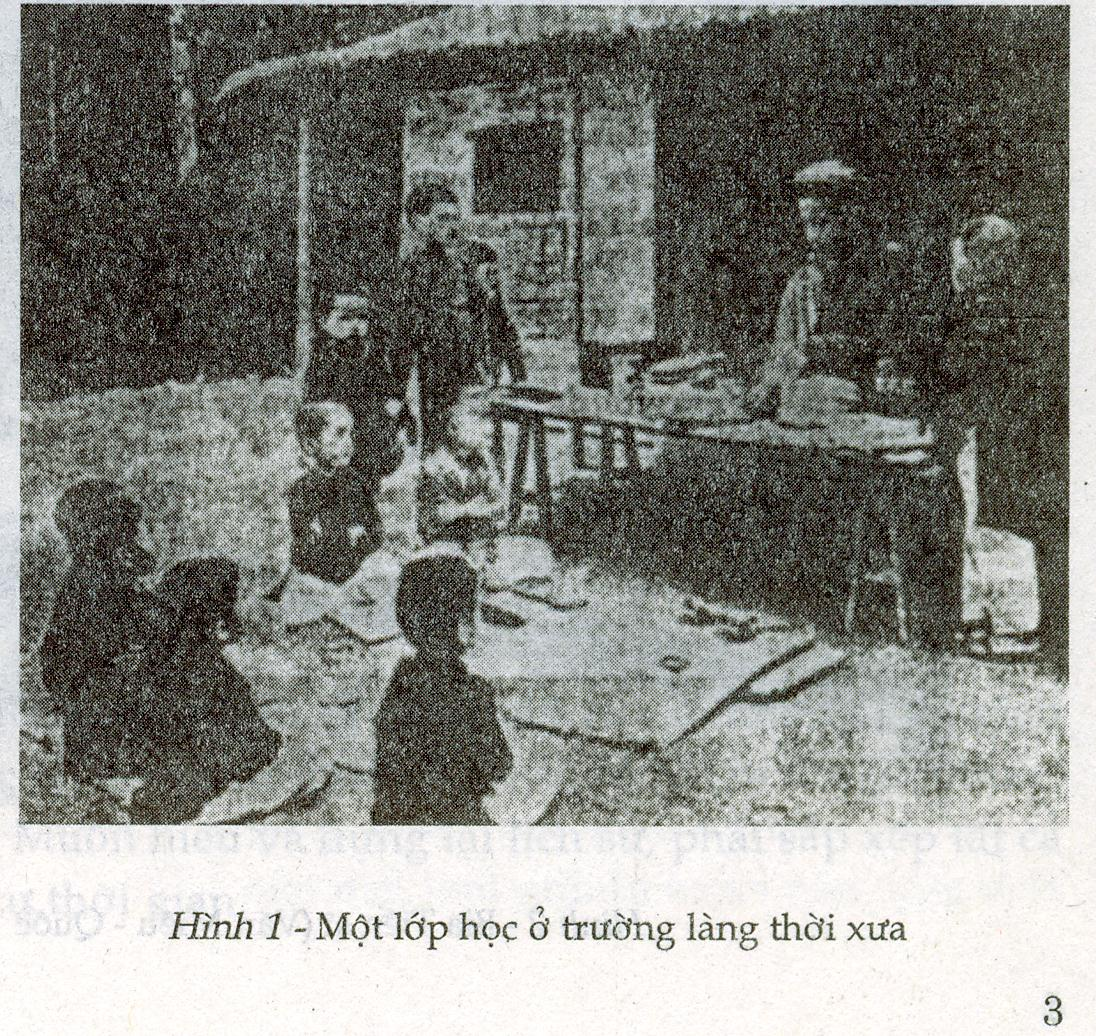 Hình 1 - Một lớp học ở trường làng thời xưa
3